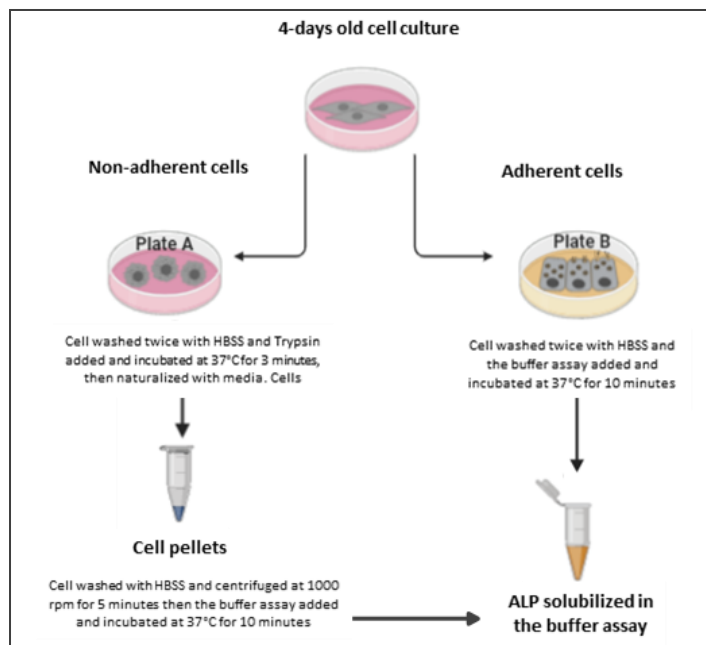 4-days old cell culture
Non-adherent cells
Adherent cells
Plate A
Plate B
Cell washed twice with HBSS and Trypsin
added and incubated at 37°C for 3 minutes,
then naturalized with media. Cells
Cell washed twice with HBSS and
the buffer assay added and
incubated at 37°C for 10 minutes
Cell pellets
Cell washed with HBSS and centrifuged at 1000
rpm for 5 minutes then the buffer assay added
and incubated at 37°C for 10 minutes
ALP solubilized in
the buffer assay